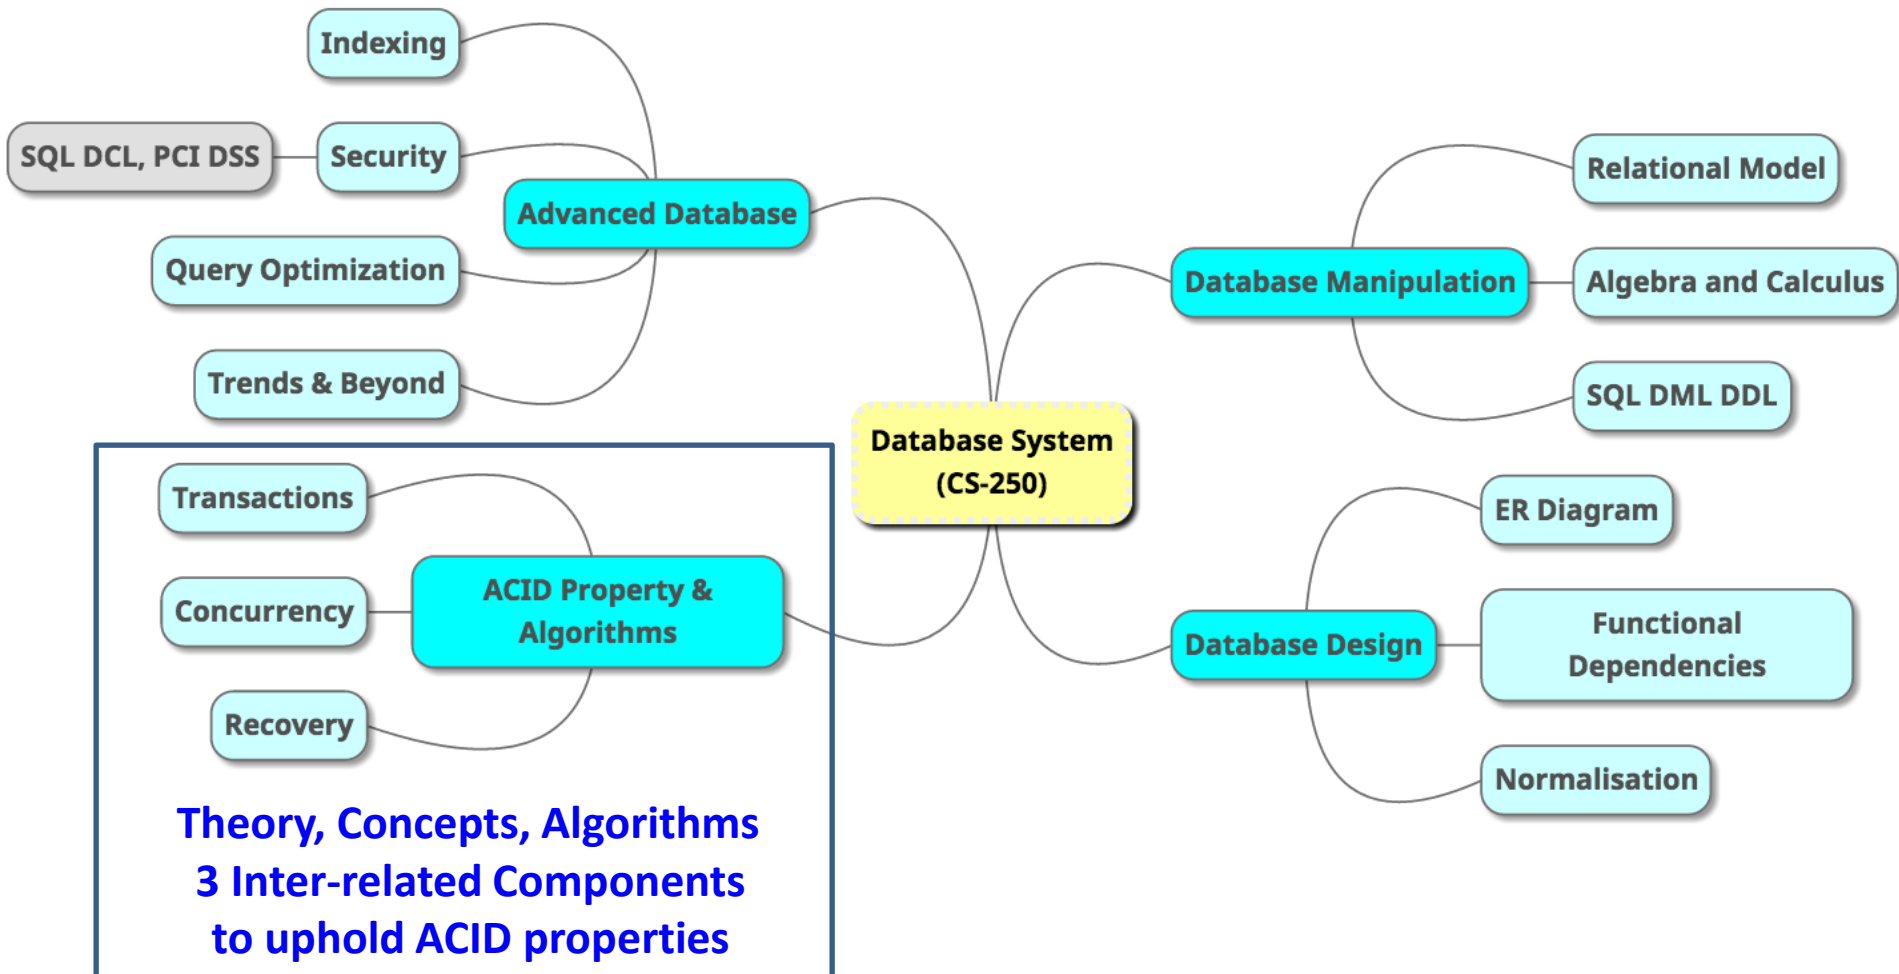 Indexing
SQL DCL, PCI DSS
Security
Advanced Database
Query Optimization
Trends & Beyond
Relational Model
Database Manipulation
Algebra and Calculus
SQL DML DDL
Database System
(CS-250)
Transactions
ACID Property &
Algorithms
Concurrency
Recovery
ER Diagram
Database Design
Functional
Dependencies
Normalisation
Theory, Concepts, Algorithms
3 Inter-related Components
to uphold ACID properties